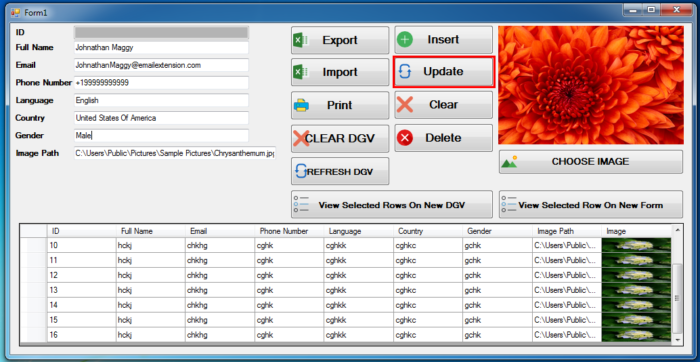 Form1
ID
Full Name Johnathan Maggy
Email JohnathanMaggy@emailextension.com
Phone Number +199999999999
Language English
Country United States Of America
Gender Male
Image Path C:\Users\Public\Pictures\Sample Pictures\Chrysanthemum.jpg
Export Insert
Import Update
Print Clear
CLEAR DGV Delete
REFRESH DGV CHOOSE IMAGE
View Selected Rows On New DGV View Selected Row On New Form
ID Full Name Email Phone Number Language Country Gender Image Path Image
10 hckj chkhg cghk cghkk cghkc gchk C:\Users\Public\...
11 hckj chkhg cghk cghkk cghkc gchk C:\Users\Public\...
12 hckj chkhg cghk cghkk cghkc gchk C:\Users\Public\...
13 hckj chkhg cghk cghkk cghkc gchk C:\Users\Public\...
14 hckj chkhg cghk cghkk cghkc gchk C:\Users\Public\...
15 hckj chkhg cghk cghkk cghkc gchk C:\Users\Public\...
16 hckj chkhg cghk cghkk cghkc gchk C:\Users\Public\...